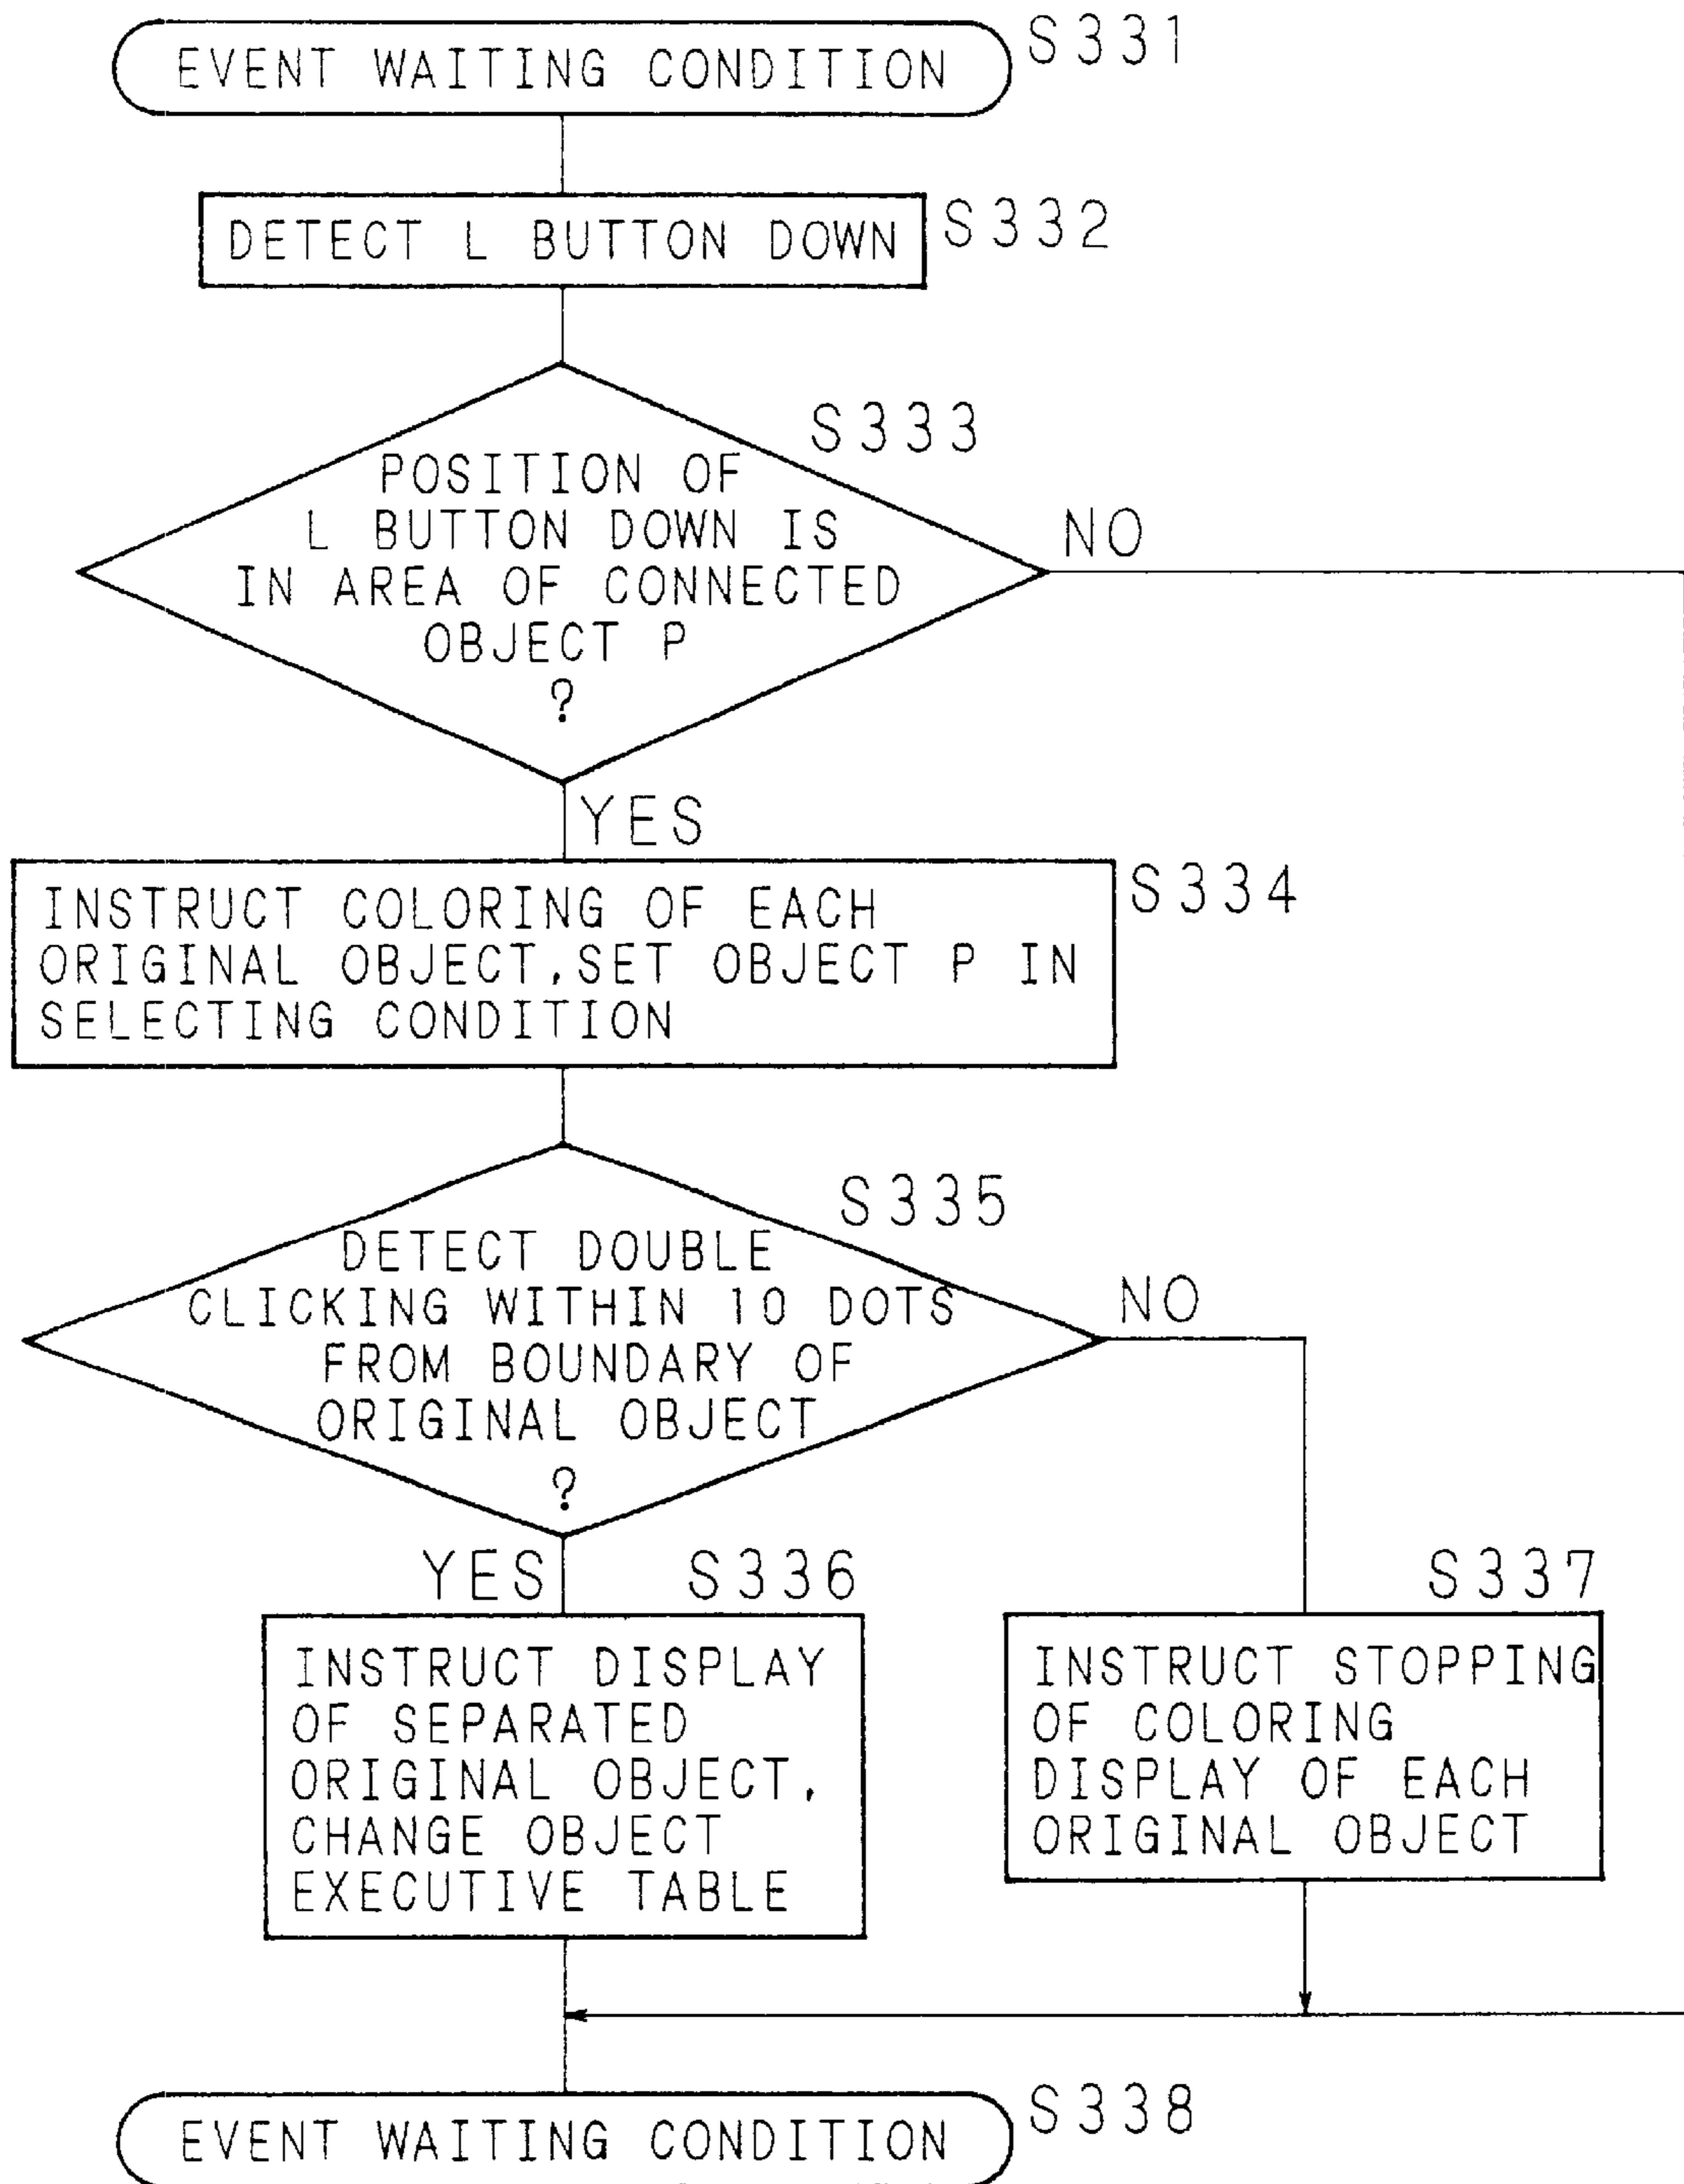 EVENT WAITING CONDITION
S331
DETECT L BUTTON DOWN
S332
S333
POSITION OF
L BUTTON DOWN IS
IN AREA OF CONNECTED
OBJECT P
?
NO
YES
S334
INSTRUCT COLORING OF EACH
ORIGINAL OBJECT,SET OBJECT P IN
SELECTING CONDITION
S335
DETECT DOUBLE
CLICKING WITHIN 10 DOTS
FROM BOUNDARY OF
ORIGINAL OBJECT
?
NO
YES
S336
INSTRUCT DISPLAY
OF SEPARATED
ORIGINAL OBJECT,
CHANGE OBJECT
EXECUTIVE TABLE
S337
INSTRUCT STOPPING
OF COLORING
DISPLAY OF EACH
ORIGINAL OBJECT
EVENT WAITING CONDITION
S338